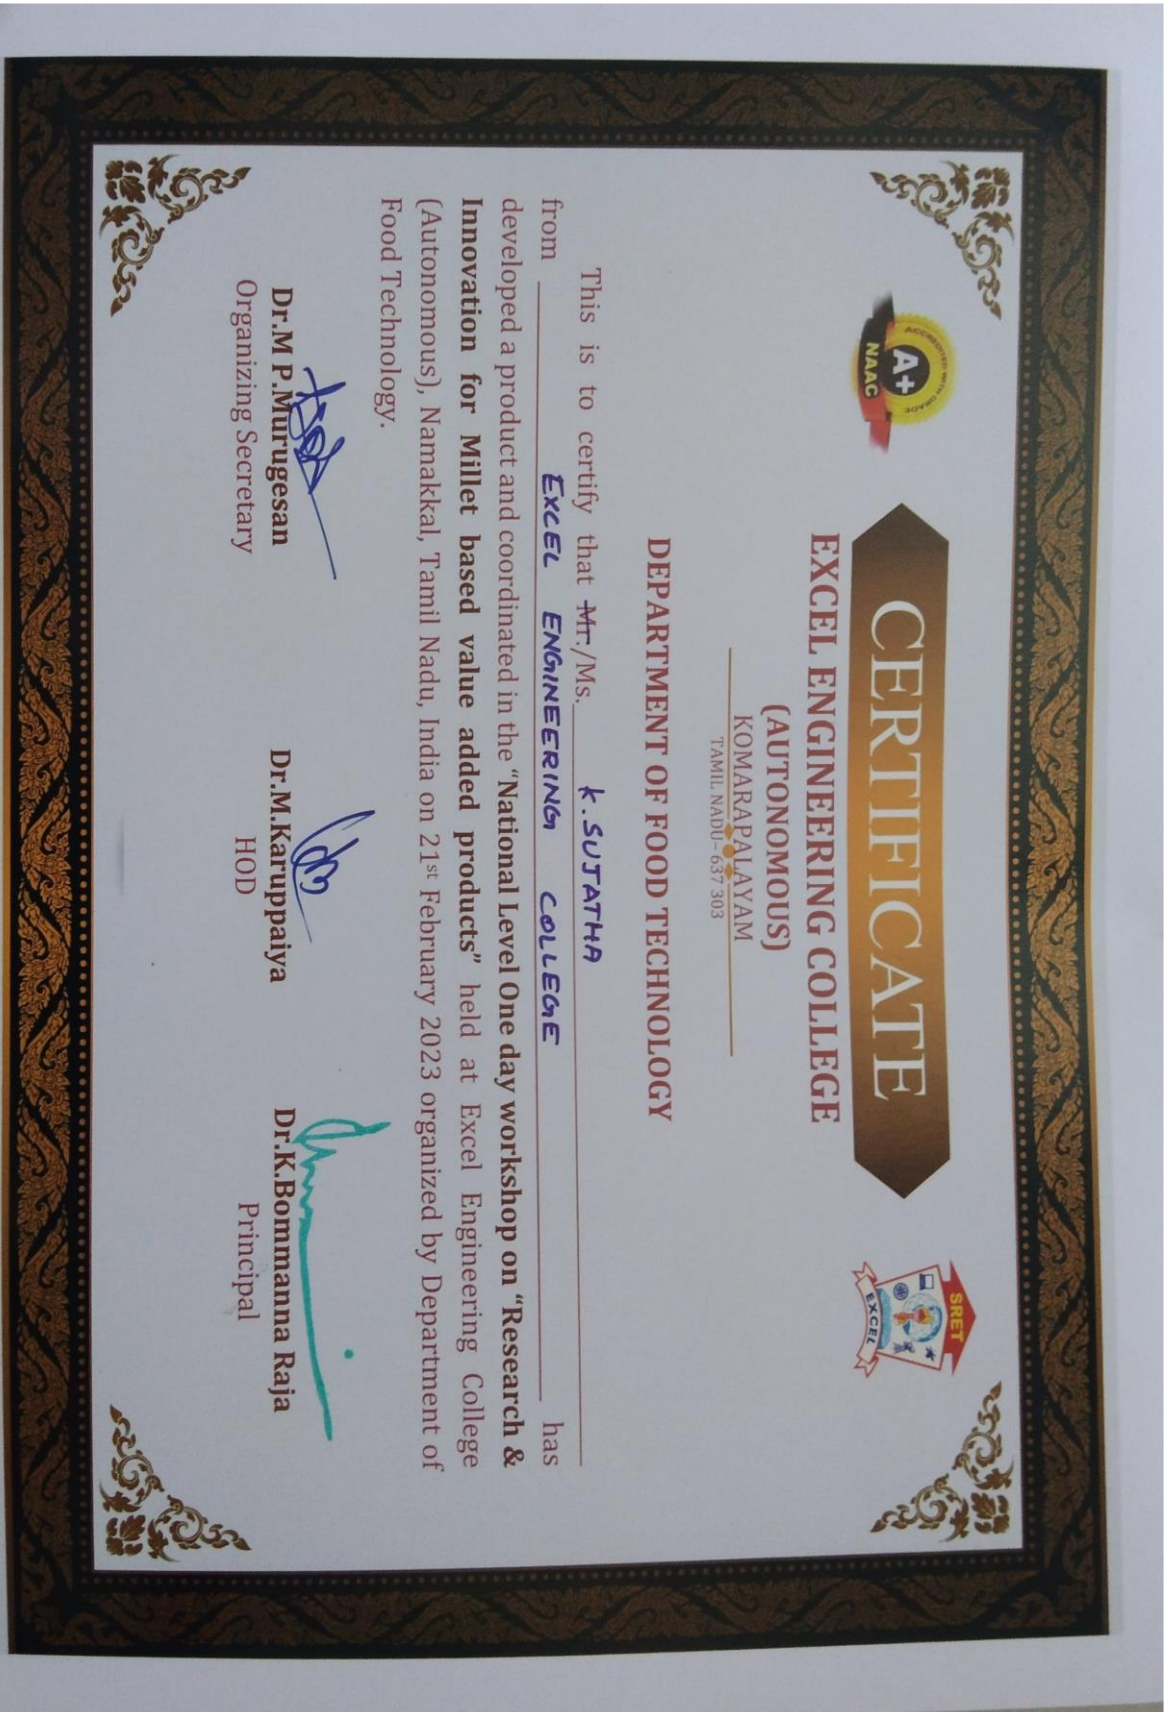 ACCREDITED WITH GRADE
A+
NAAC
CERTIFICATE
SRET
EXCEL
EXCEL ENGINEERING COLLEGE
(AUTONOMOUS)
KOMARAPALAYAM
TAMIL NADU- 637 303
DEPARTMENT OF FOOD TECHNOLOGY
This is to certify that Mr./Ms. K. SUJATHA
from EXCEL ENGINEERING COLLEGE has
developed a product and coordinated in the “National Level One day workshop on “Research &
Innovation for Millet based value added products” held at Excel Engineering College
(Autonomous), Namakkal, Tamil Nadu, India on 21st February 2023 organized by Department of
Food Technology.
Dr.M P.Murugesan Dr.M.Karuppaiya Dr.K.Bommanna Raja
Organizing Secretary HOD Principal